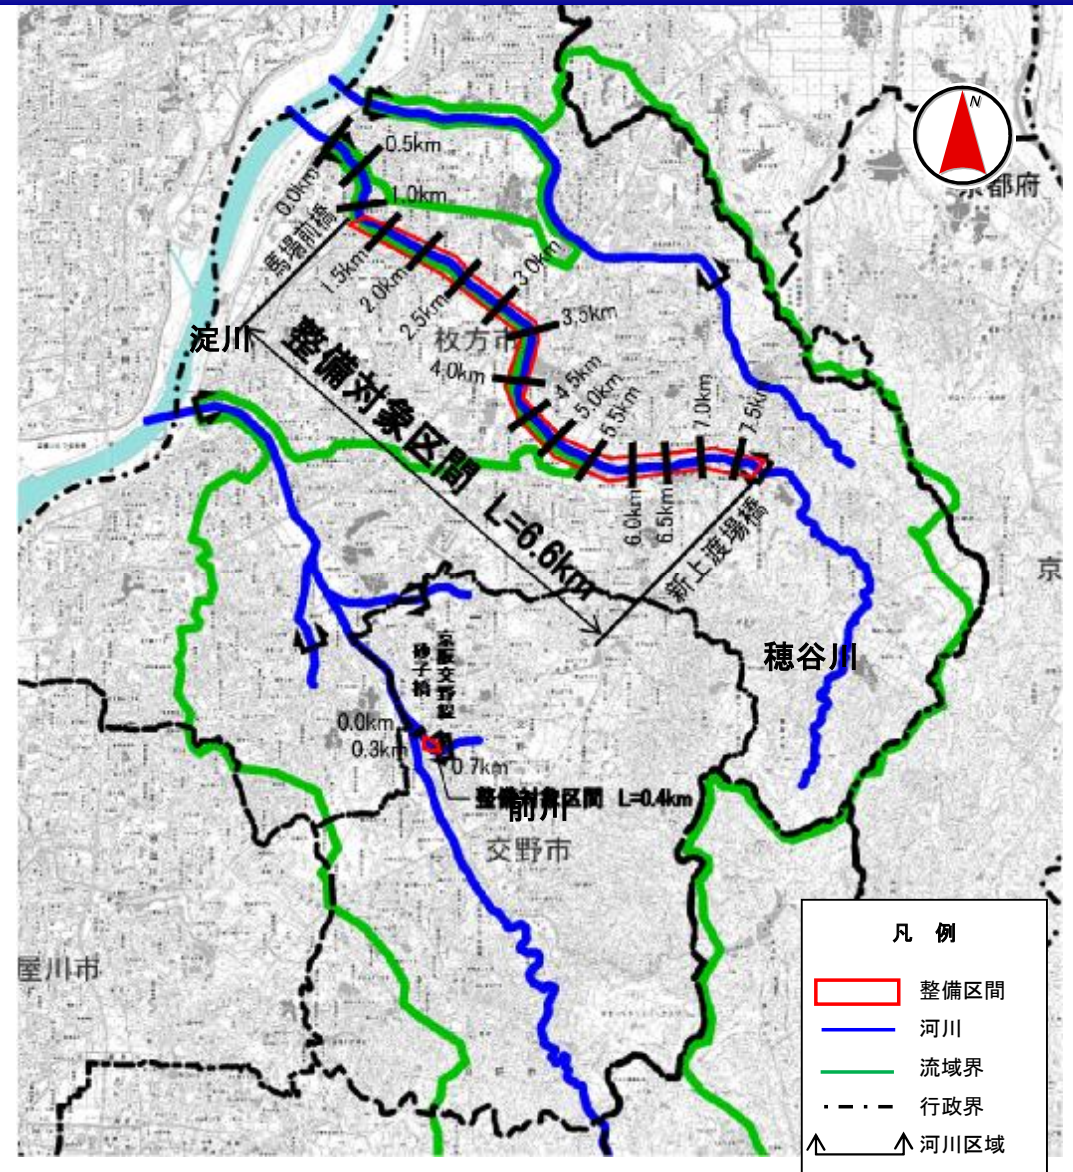 N
京都府
0.5km
0.0km
1.0km
馬場前橋
1.5km
2.0km
2.5km
3.0km
3.5km
淀川
枚方市
4.0km
4.5km
5.0km
5.5km
6.0km
6.5km
7.0km
7.5km
整備対象区間 L=6.6km
新上渡場橋
京
穂谷川
京阪交野線
砂子橋
0.0km
0.3km
0.7km
整備対象区間 L=0.4km
前川
交野市
屋川市
凡 例
整備区間
河川
流域界
行政界
河川区域